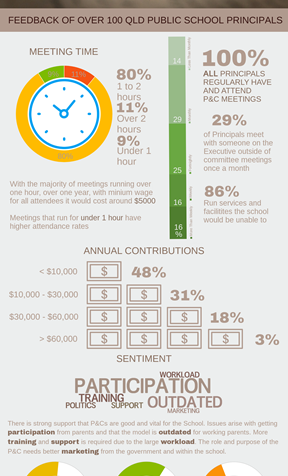 FEEDBACK OF OVER 100 QLD PUBLIC SCHOOL PRINCIPALS
MEETING TIME
9%
11%
80%
80%
1 to 2
hours
11%
Over 2
hours
9%
Under 1
hour
With the majority of meetings running over
one hour, over one year, with minimum wage
for all attendees it would cost around $5000
Meetings that run for under 1 hour have
higher attendance rates
14
29
25
16
16
%
100%
ALL PRINCIPALS
REGULARLY HAVE
AND ATTEND
P&C MEETINGS
29%
of Principals meet
with someone on the
Executive outside of
committee meetings
once a month
86%
Run services and
facilitites the school
would be unable to
ANNUAL CONTRIBUTIONS
< $10,000 $ 48%
$10,000 - $30,000 $ $ 31%
$30,000 - $60,000 $ $ $ 18%
> $60,000 $ $ $ $ 3%
SENTIMENT
WORKLOAD
PARTICIPATION
TRAINING
POLITICS SUPPORT OUTDATED
MARKETING
There is strong support that P&Cs are good and vital for the School. Issues arise with getting
participation from parents and that the model is outdated for working parents. More
training and support is required due to the large workload. The role and purpose of the
P&C needs better marketing from the government and within the school.